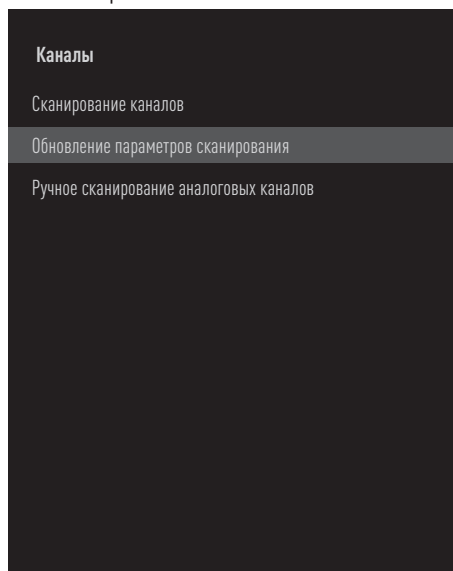 Каналы
Сканирование каналов
Обновление параметров сканирования
Ручное сканирование аналоговых каналов